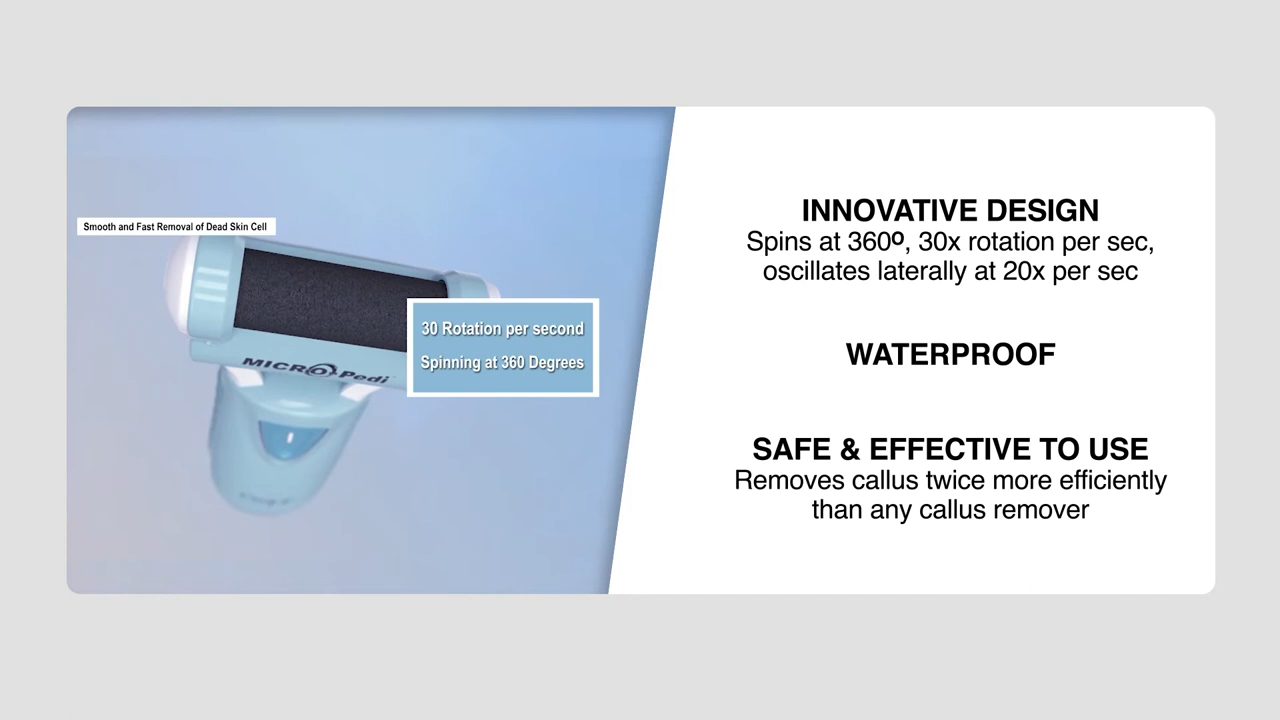 Smooth and Fast Removal of Dead Skin Cell
MICRO Pedi
30 Rotation per second
Spinning at 360 Degrees
INNOVATIVE DESIGN
Spins at 360º, 30x rotation per sec,
oscillates laterally at 20x per sec
WATERPROOF
SAFE & EFFECTIVE TO USE
Removes callus twice more efficiently
than any callus remover